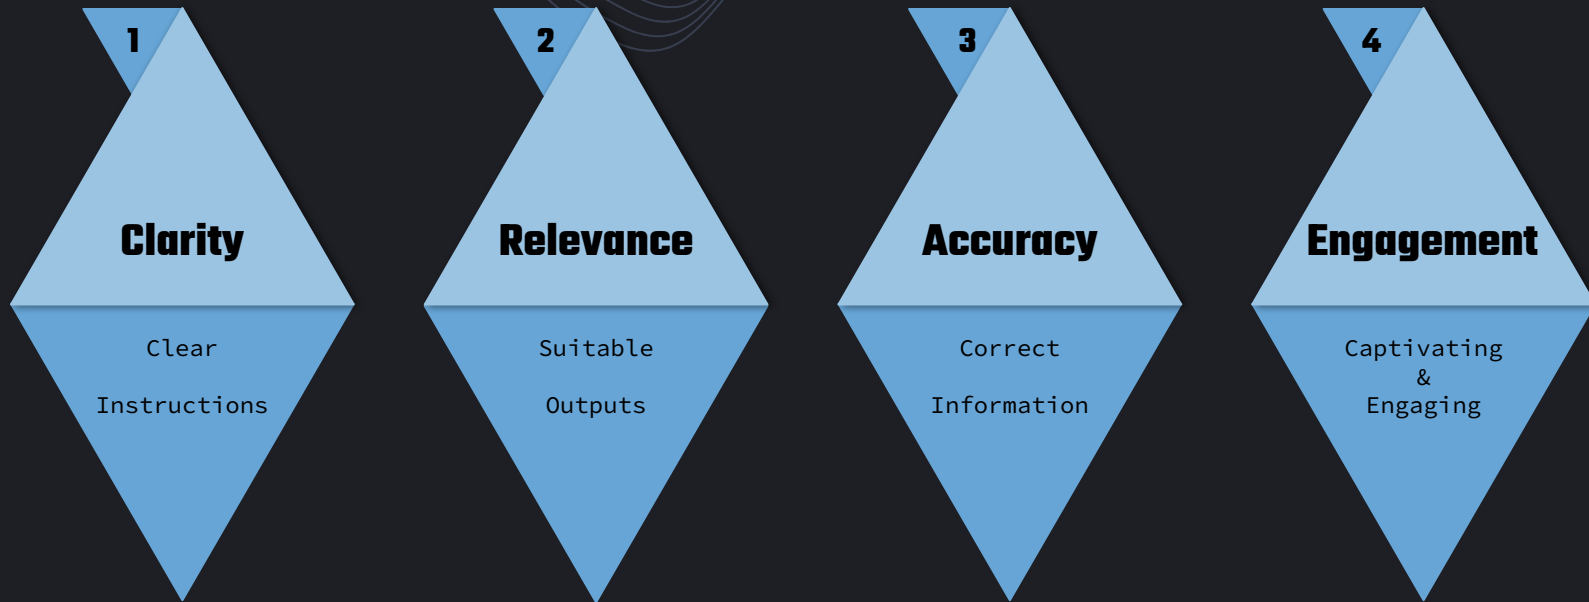 1
Clarity
Clear
Instructions
2
Relevance
Suitable
Outputs
3
Accuracy
Correct
Information
4
Engagement
Captivating
&
Engaging